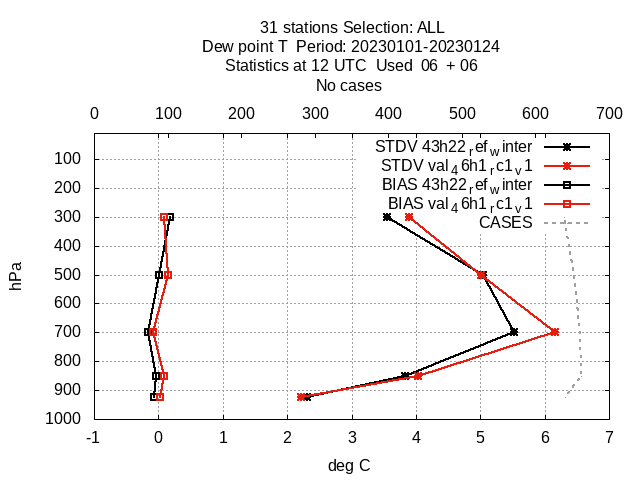 31 stations Selection: ALL
Dew point T  Period: 20230101-20230124
Statistics at 12 UTC  Used  06  + 06
No cases
0 100 200 300 400 500 600 700
STDV 43h22_ref_winter
STDV val_46h1_rc1_v1
BIAS 43h22_ref_winter
BIAS val_46h1_rc1_v1
CASES
hPa
100
200
300
400
500
600
700
800
900
1000
-1 0 1 2 3 4 5 6 7
deg C